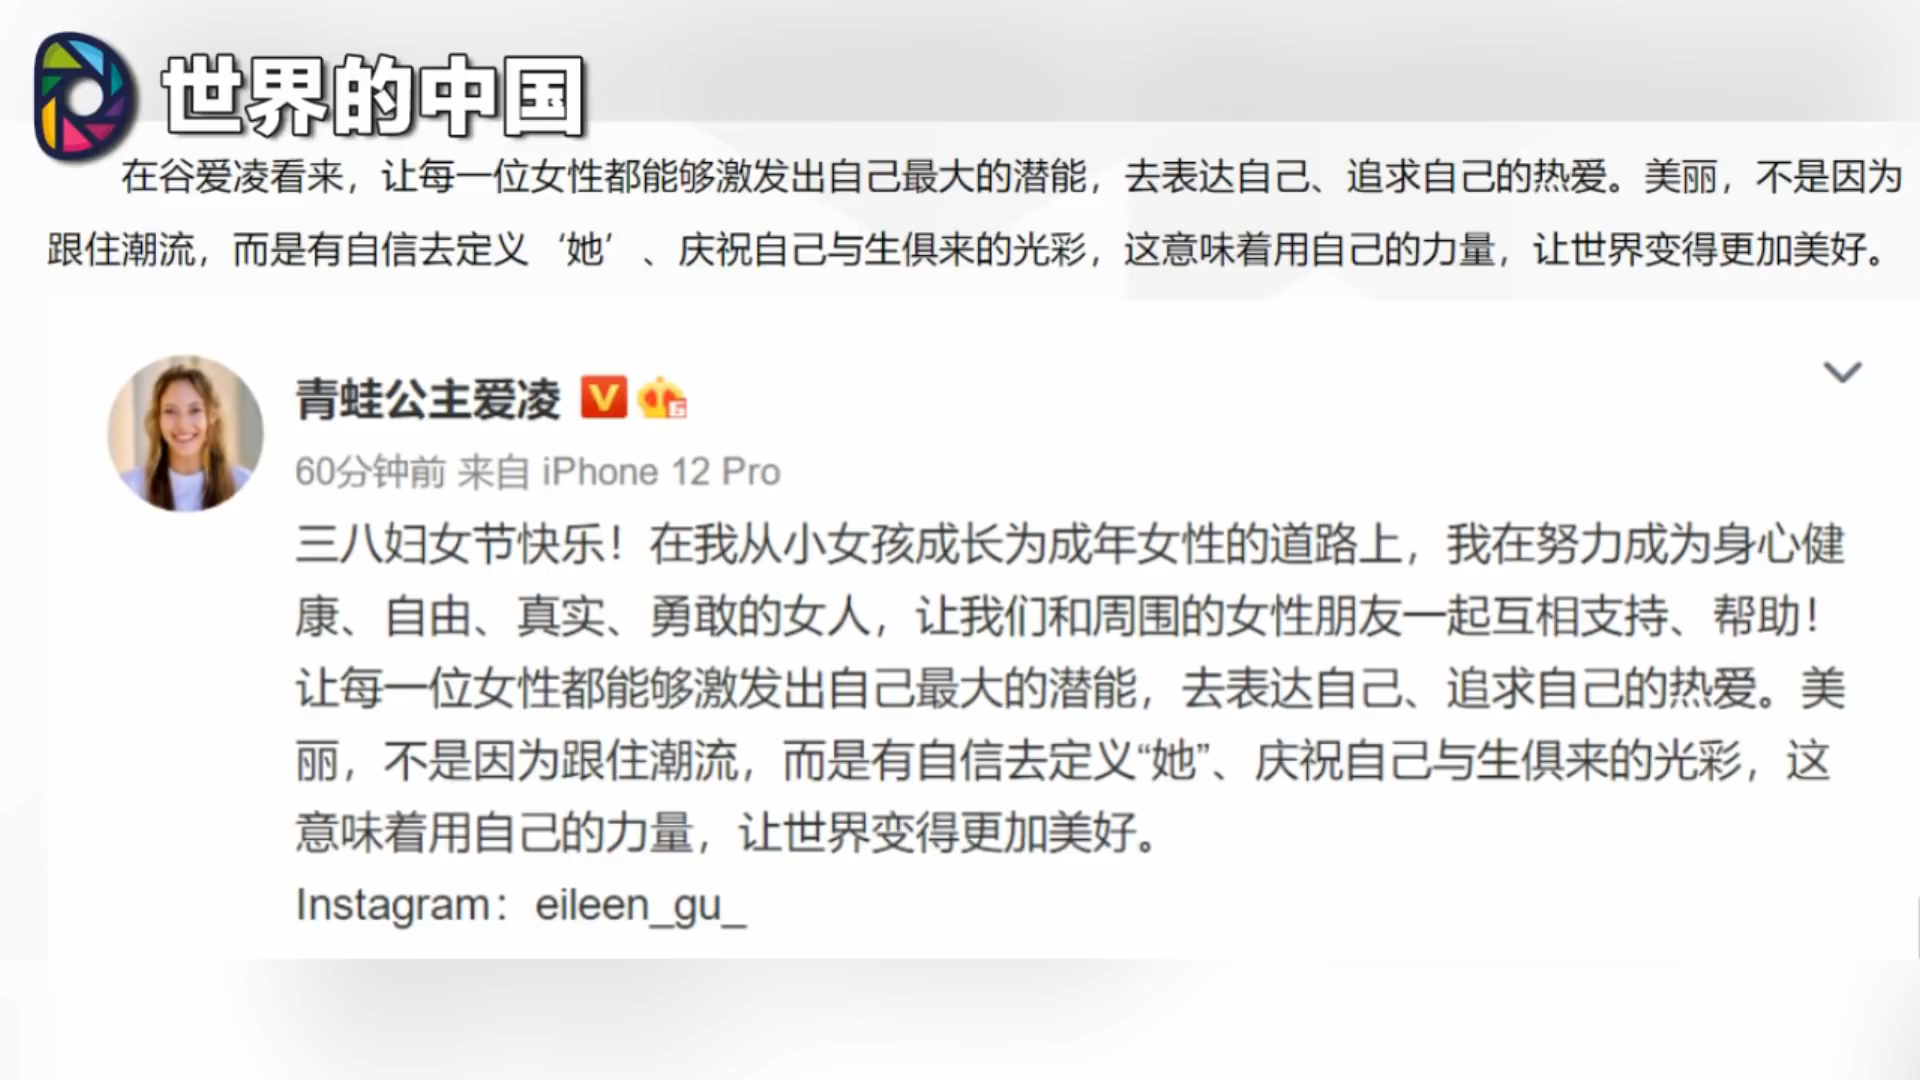 世界的中国
在谷爱凌看来，让每一位女性都能够激发出自己最大的潜能，去表达自己、追求自己的热爱。美丽，不是因为
跟住潮流，而是有自信去定义‘她’、庆祝自己与生俱来的光彩，这意味着用自己的力量，让世界变得更加美好。
青蛙公主爱凌
60分钟前 来自 iPhone 12 Pro
三八妇女节快乐！在我从小女孩成长为成年女性的道路上，我在努力成为身心健
康、自由、真实、勇敢的女人，让我们和周围的女性朋友一起互相支持、帮助！
让每一位女性都能够激发出自己最大的潜能，去表达自己、追求自己的热爱。美
丽，不是因为跟住潮流，而是有自信去定义“她”、庆祝自己与生俱来的光彩，这
意味着用自己的力量，让世界变得更加美好。
Instagram：eileen_gu_